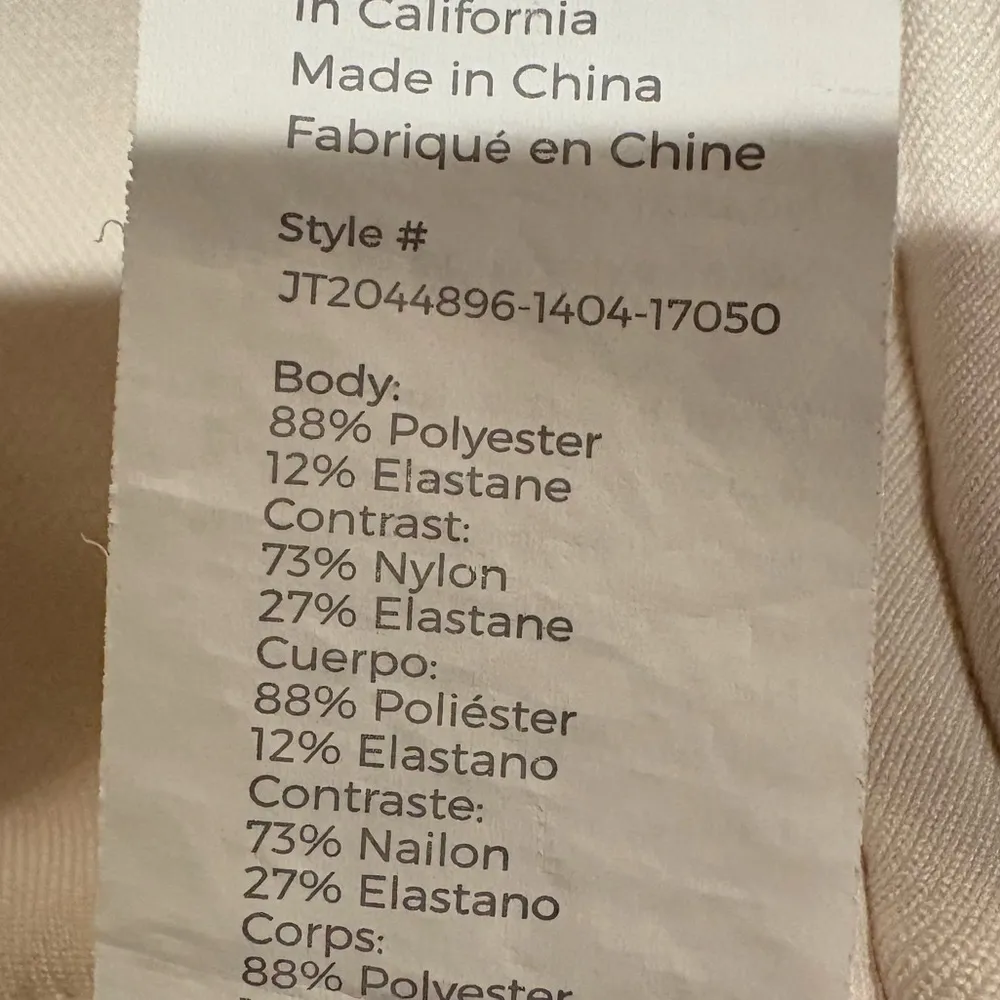 in California
Made in China
Fabriqué en Chine
Style #
JT2044896-1404-17050
Body:
88% Polyester
12% Elastane
Contrast:
73% Nylon
27% Elastane
Cuerpo:
88% Poliéster
12% Elastano
Contraste:
73% Nailon
27% Elastano
Corps:
88% Polyester